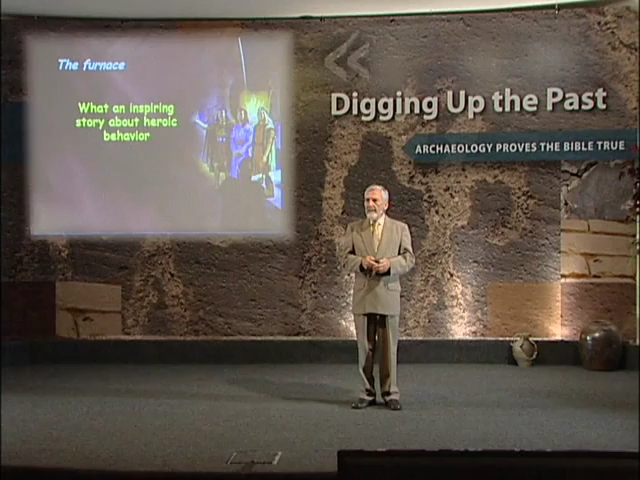 The furnace
What an inspiring
story about heroic
behavior
Digging Up the Past
ARCHAEOLOGY PROVES THE BIBLE TRUE